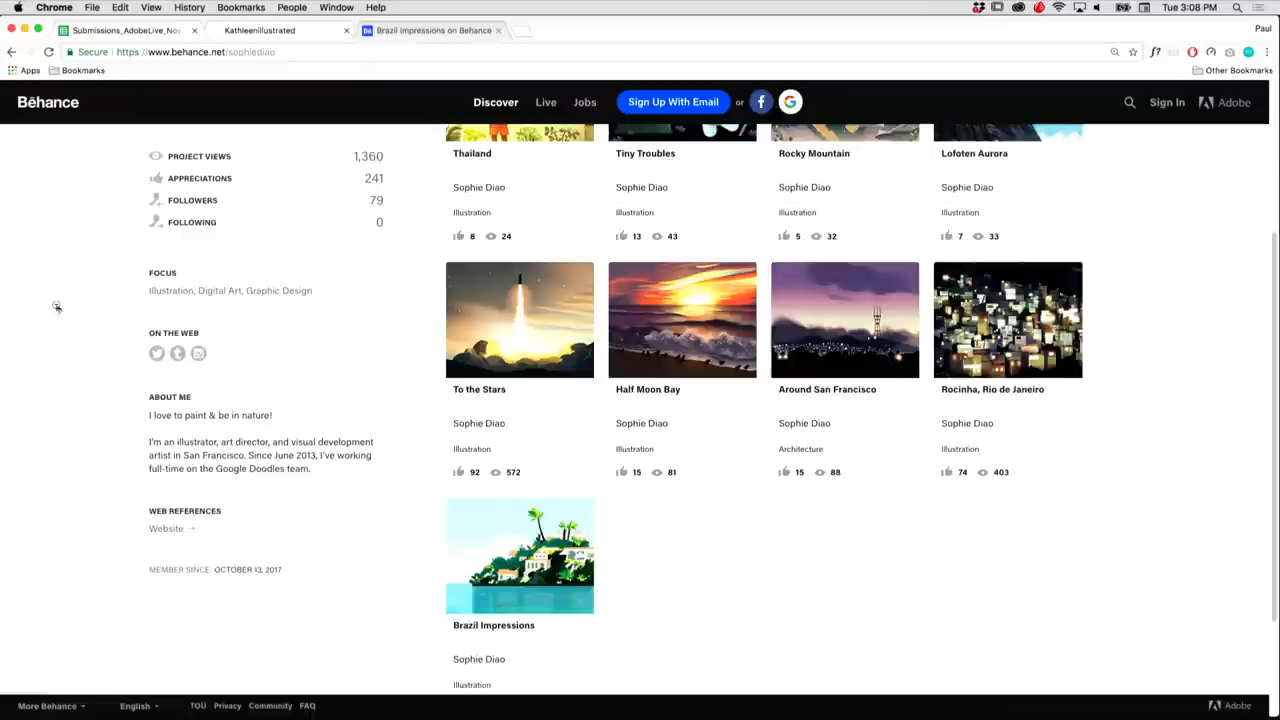 Chrome File Edit View History Bookmarks People Window Help
Tue 3:08 PM
Submissions_AdobeLive_Nov
KathleenIllustrated
Brazil Impressions on Behance
Paul
Secure
https://www.behance.net/sophiediao
Apps
Bookmarks
Other Bookmarks
Bēhance
Discover
Live
Jobs
Sign Up With Email
or
f
G
Sign In
Adobe
PROJECT VIEWS 1,360
APPRECIATIONS 241
FOLLOWERS 79
FOLLOWING 0
FOCUS
Illustration, Digital Art, Graphic Design
ON THE WEB
ABOUT ME
I love to paint & be in nature!
I'm an illustrator, art director, and visual development
artist in San Francisco. Since June 2013, I've working
full-time on the Google Doodles team.
WEB REFERENCES
Website →
MEMBER SINCE: OCTOBER 13, 2017
Thailand
Sophie Diao
Illustration
8 24
Tiny Troubles
Sophie Diao
Illustration
13 43
Rocky Mountain
Sophie Diao
Illustration
5 32
Lofoten Aurora
Sophie Diao
Illustration
7 33
To the Stars
Sophie Diao
Illustration
92 572
Half Moon Bay
Sophie Diao
Illustration
15 81
Around San Francisco
Sophie Diao
Architecture
15 88
Rocinha, Rio de Janeiro
Sophie Diao
Illustration
74 403
Brazil Impressions
Sophie Diao
Illustration
More Behance
English
TOU
Privacy
Community
FAQ
Adobe